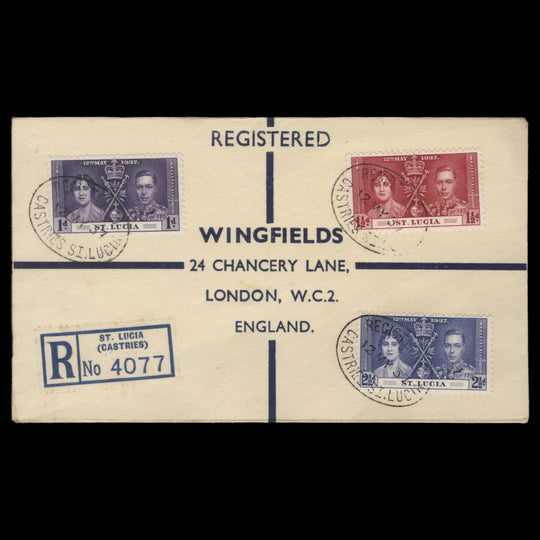 REGISTERED
12TH MAY 1937.
1d ST. LUCIA 1d
12TH MAY 1937.
1½d ST. LUCIA 1½d
CASTRIES ST. LUCIA
WINGFIELDS
24 CHANCERY LANE,
LONDON, W.C.2.
ENGLAND.
12TH MAY 1937.
2½d ST. LUCIA 2½d
CASTRIES ST. LUCIA
R
ST. LUCIA
(CASTRIES)
No 4077